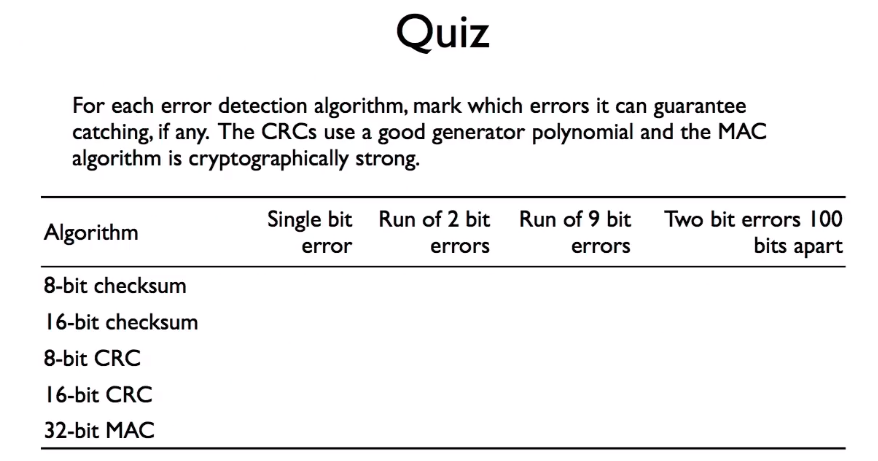 Quiz
For each error detection algorithm, mark which errors it can guarantee
catching, if any. The CRCs use a good generator polynomial and the MAC
algorithm is cryptographically strong.
Algorithm Single bit error Run of 2 bit errors Run of 9 bit errors Two bit errors 100 bits apart
8-bit checksum
16-bit checksum
8-bit CRC
16-bit CRC
32-bit MAC